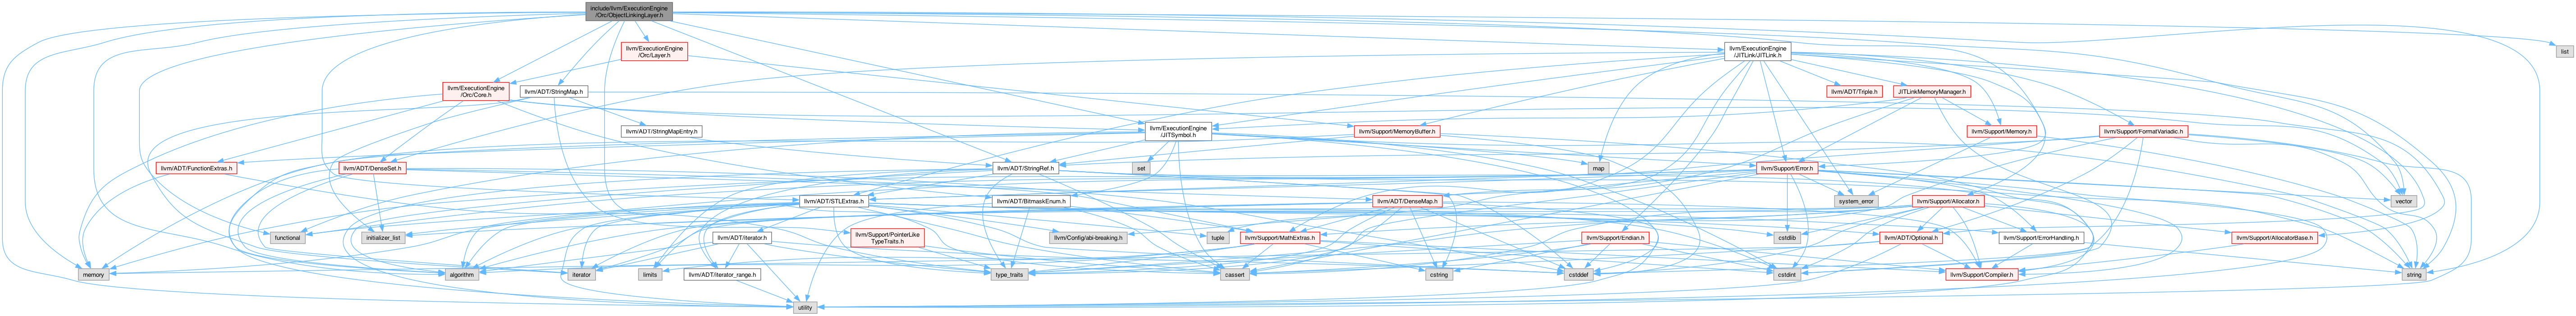 include/llvm/ExecutionEngine
/Orc/ObjectLinkingLayer.h
llvm/ExecutionEngine
/Orc/Layer.h
llvm/ExecutionEngine
/JITLink/JITLink.h
list
llvm/ExecutionEngine
/Orc/Core.h
llvm/ADT/StringMap.h
llvm/ADT/Triple.h
JITLinkMemoryManager.h
llvm/ADT/StringMapEntry.h
llvm/ExecutionEngine
/JITSymbol.h
llvm/Support/MemoryBuffer.h
llvm/Support/Memory.h
llvm/Support/FormatVariadic.h
llvm/ADT/FunctionExtras.h
llvm/ADT/DenseSet.h
llvm/ADT/StringRef.h
set
map
llvm/Support/Error.h
llvm/ADT/STLExtras.h
llvm/ADT/BitmaskEnum.h
llvm/ADT/DenseMap.h
system_error
llvm/Support/Allocator.h
vector
functional
initializer_list
llvm/ADT/iterator.h
llvm/Support/PointerLike
TypeTraits.h
llvm/Config/abi-breaking.h
tuple
llvm/Support/MathExtras.h
llvm/Support/Endian.h
cstdlib
llvm/ADT/Optional.h
llvm/Support/ErrorHandling.h
llvm/Support/AllocatorBase.h
memory
algorithm
iterator
limits
llvm/ADT/iterator_range.h
type_traits
cassert
cstring
cstddef
cstdint
llvm/Support/Compiler.h
string
utility